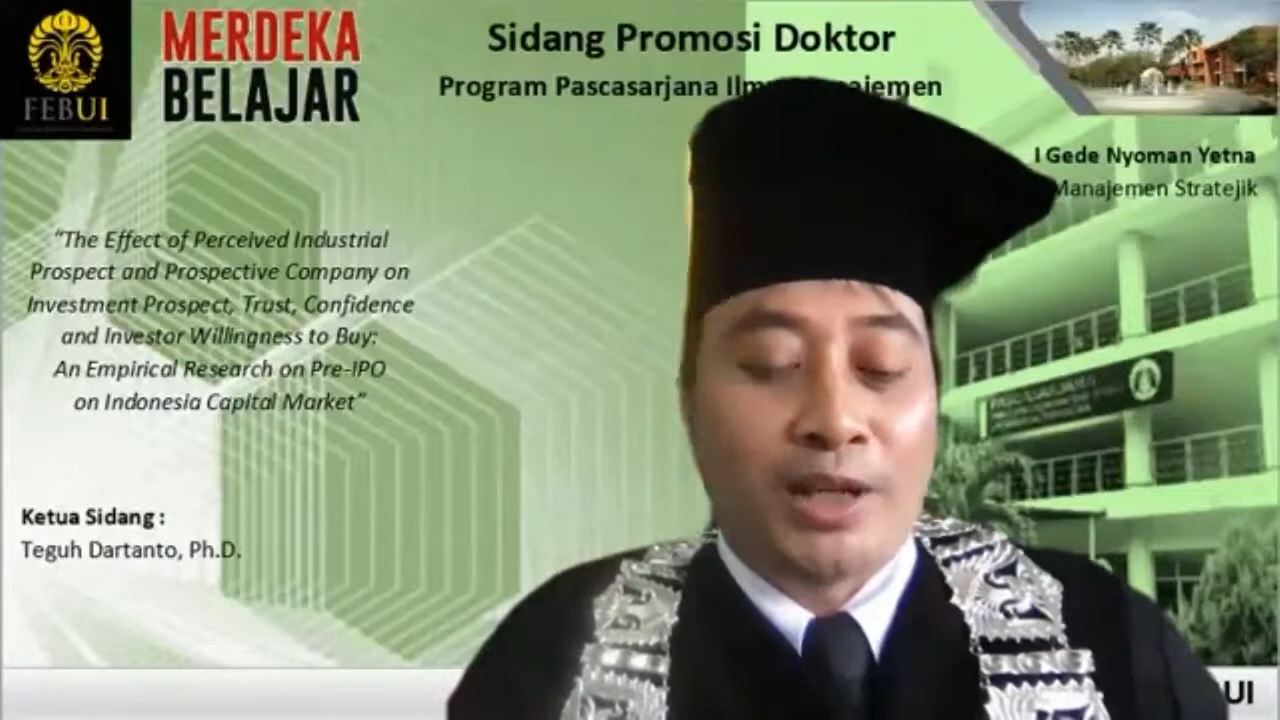 FEBUI
MERDEKA
BELAJAR
Sidang Promosi Doktor
Program Pascasarjana Ilmu Manajemen
I Gede Nyoman Yetna
Manajemen Stratejik
“The Effect of Perceived Industrial
Prospect and Prospective Company on
Investment Prospect, Trust, Confidence
and Investor Willingness to Buy:
An Empirical Research on Pre-IPO
on Indonesia Capital Market”
Ketua Sidang :
Teguh Dartanto, Ph.D.
UI